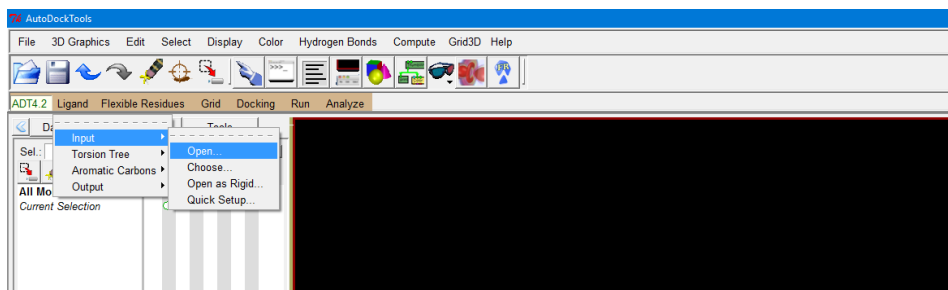 AutoDockTools
File 3D Graphics Edit Select Display Color Hydrogen Bonds Compute Grid3D Help
ADT4.2 Ligand Flexible Residues Grid Docking Run Analyze
Tools
Input
Sel.:
Torsion Tree
Open...
Aromatic Carbons
Choose...
Output
Open as Rigid...
All Mo
Quick Setup...
Current Selection